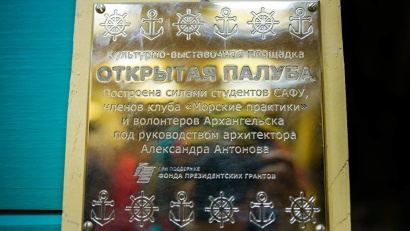 Культурно-выставочная площадка
ОТКРЫТАЯ ПАЛУБА
Построена силами студентов САФУ,
членов клуба «Морские практики»
и волонтеров Архангельска
под руководством архитектора
Александра Антонова
ПРИ ПОДДЕРЖКЕ
ФОНДА ПРЕЗИДЕНТСКИХ ГРАНТОВ